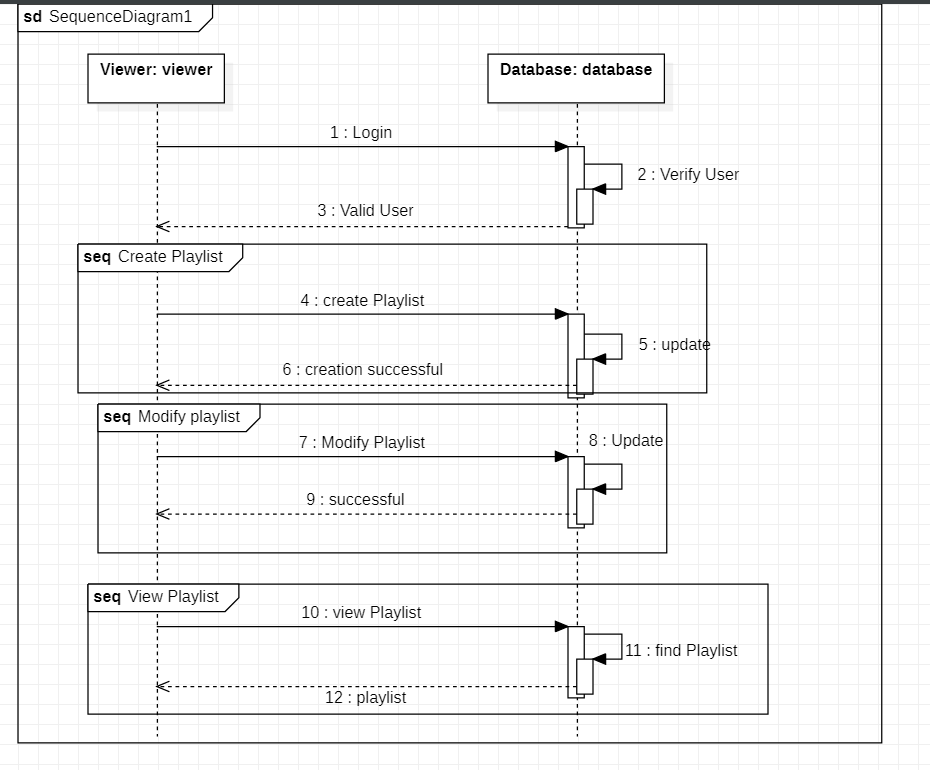 sd SequenceDiagram1
Viewer: viewer
Database: database
1 : Login
2 : Verify User
3 : Valid User
seq Create Playlist
4 : create Playlist
5 : update
6 : creation successful
seq Modify playlist
7 : Modify Playlist
8 : Update
9 : successful
seq View Playlist
10 : view Playlist
11 : find Playlist
12 : playlist